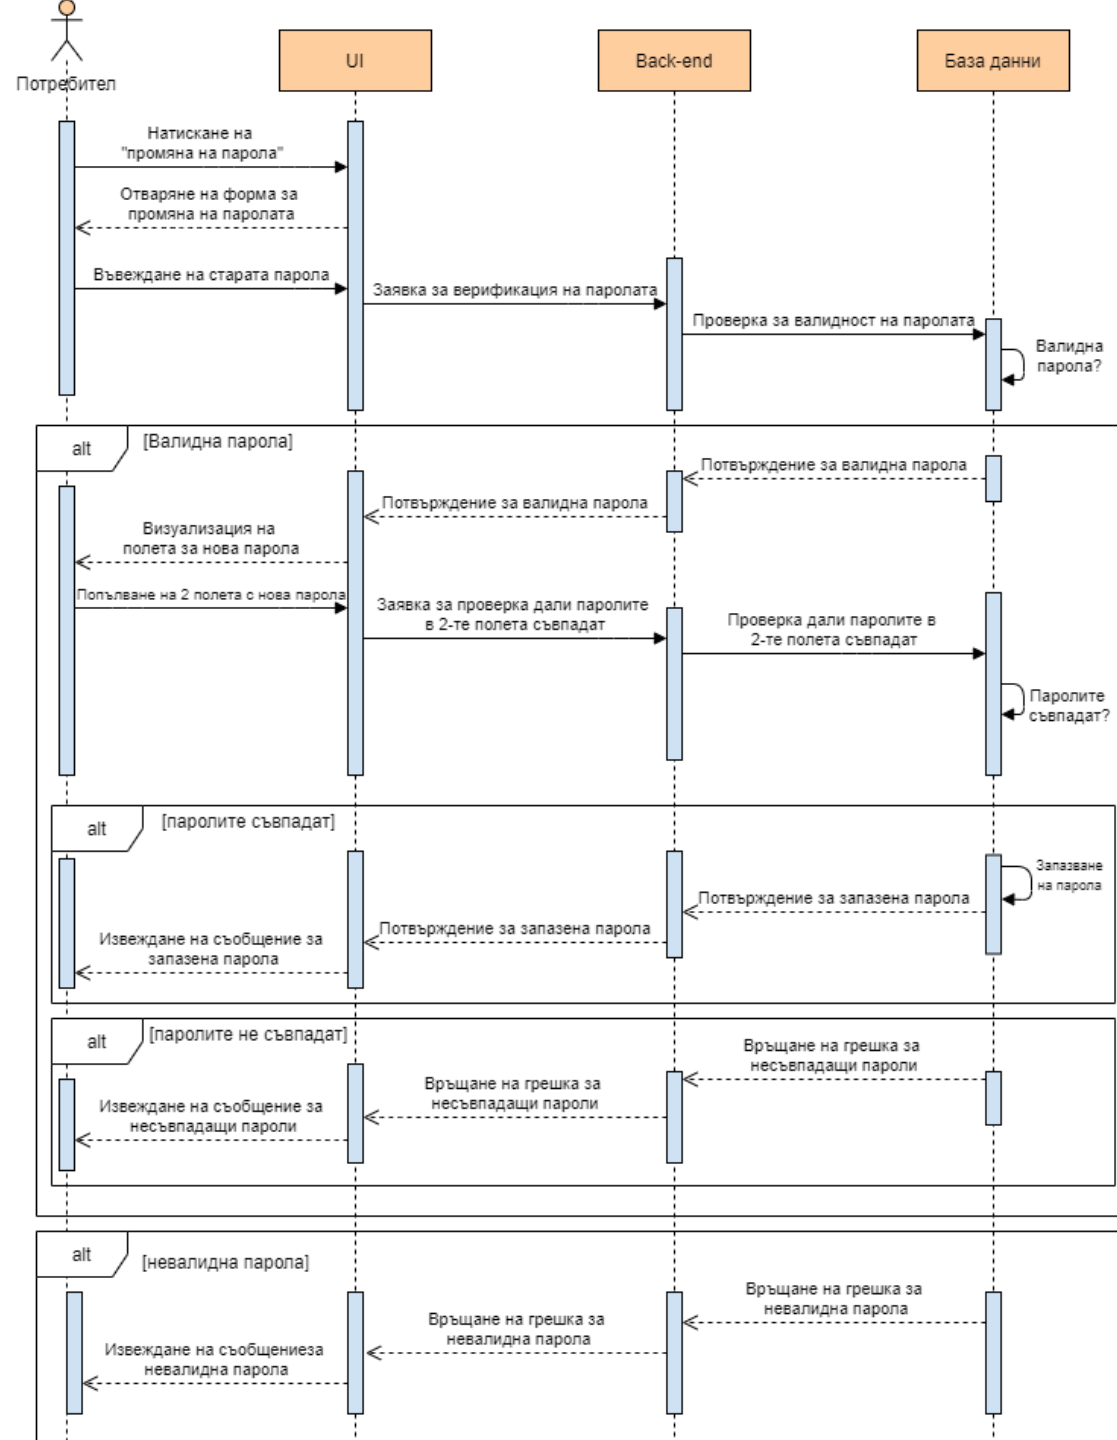 Потребител
UI
Back-end
База данни
Натискане на
"промяна на парола"
Отваряне на форма за
промяна на паролата
Въвеждане на старата парола
Заявка за верификация на паролата
Проверка за валидност на паролата
Валидна
парола?
alt
[Валидна парола]
Потвърждение за валидна парола
Потвърждение за валидна парола
Визуализация на
полета за нова парола
Попълване на 2 полета с нова парола
Заявка за проверка дали паролите
в 2-те полета съвпадат
Проверка дали паролите в
2-те полета съвпадат
Паролите
съвпадат?
alt
[паролите съвпадат]
Запазване
на парола
Потвърждение за запазена парола
Потвърждение за запазена парола
Извеждане на съобщение за
запазена парола
alt
[паролите не съвпадат]
Връщане на грешка за
несъвпадащи пароли
Връщане на грешка за
несъвпадащи пароли
Извеждане на съобщение за
несъвпадащи пароли
alt
[невалидна парола]
Връщане на грешка за
невалидна парола
Връщане на грешка за
невалидна парола
Извеждане на съобщениеза
невалидна парола